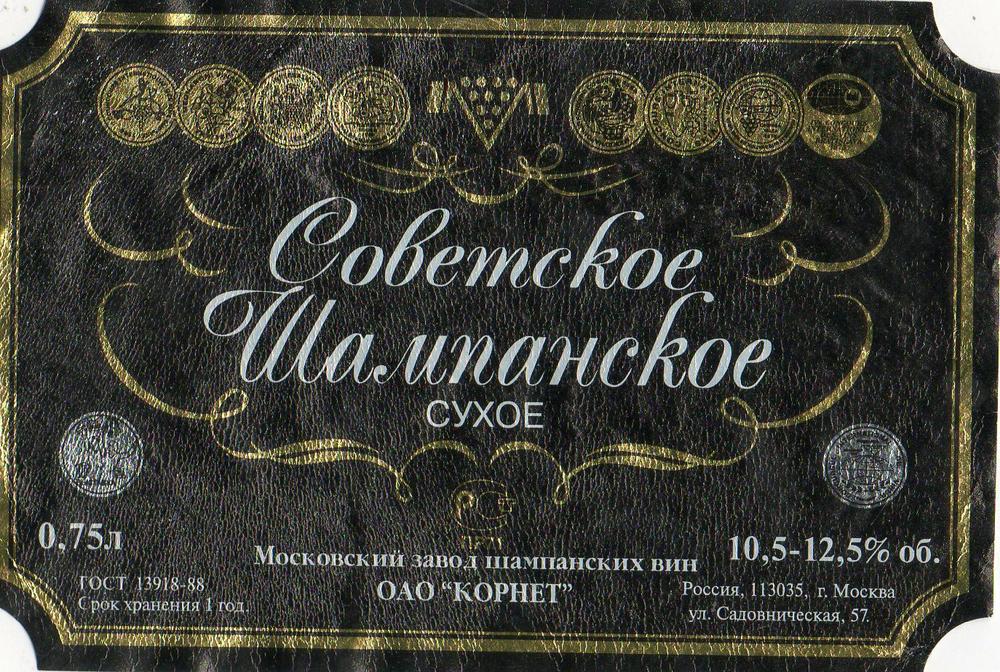 Советское
Шампанское
СУХОЕ
0,75л
10,5-12,5% об.
Московский завод шампанских вин
ОАО "КОРНЕТ"
ГОСТ 13918-88
Срок хранения 1 год.
Россия, 113035, г. Москва
ул. Садовническая, 57.